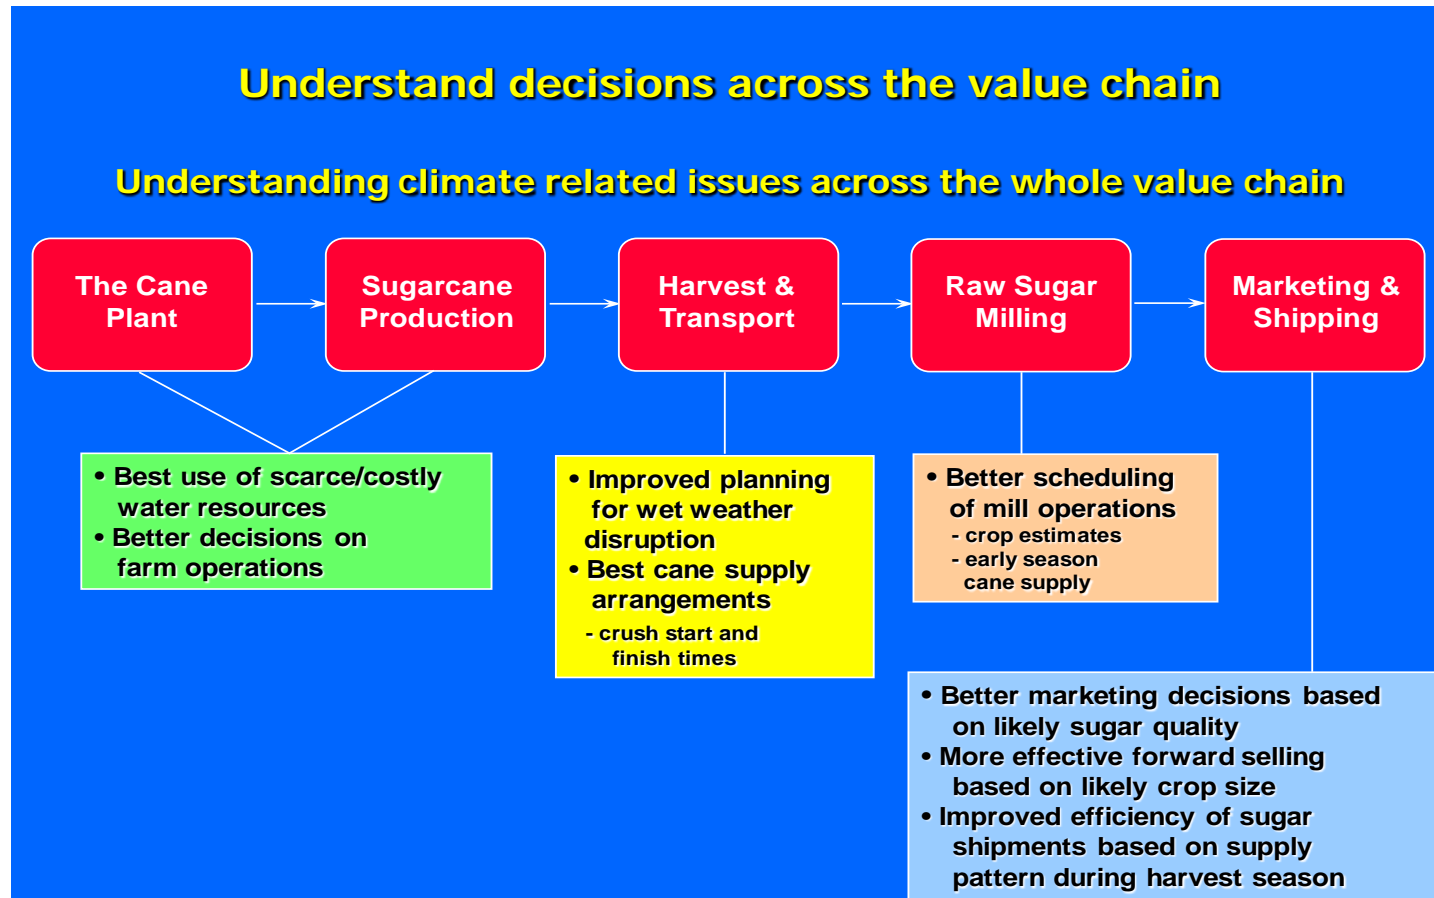 Understand decisions across the value chain
Understanding climate related issues across the whole value chain
The Cane
Plant
Sugarcane
Production
Harvest &
Transport
Raw Sugar
Milling
Marketing &
Shipping
• Best use of scarce/costly
water resources
• Better decisions on
farm operations
• Improved planning
for wet weather
disruption
• Best cane supply
arrangements
- crush start and
finish times
• Better scheduling
of mill operations
- crop estimates
- early season
cane supply
• Better marketing decisions based
on likely sugar quality
• More effective forward selling
based on likely crop size
• Improved efficiency of sugar
shipments based on supply
pattern during harvest season